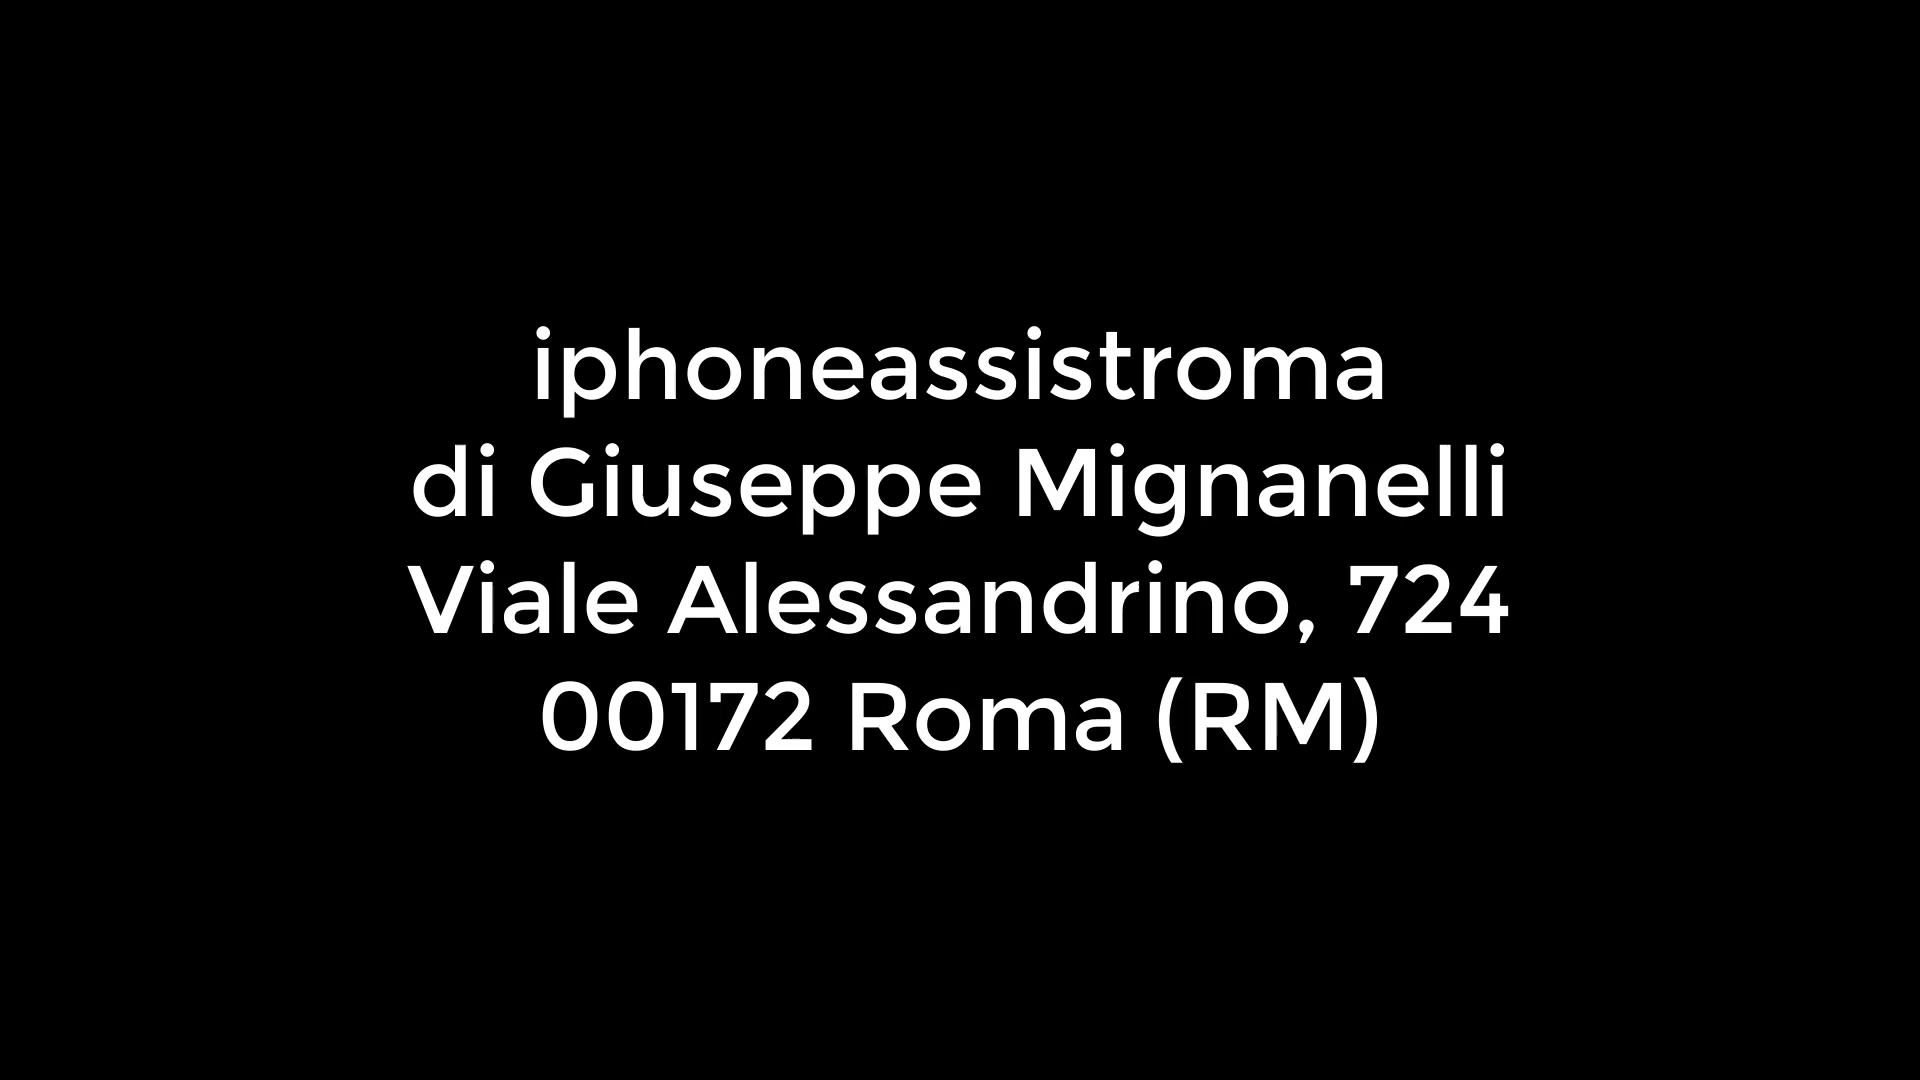 iphoneassistroma
di Giuseppe Mignanelli
Viale Alessandrino, 724
00172 Roma (RM)